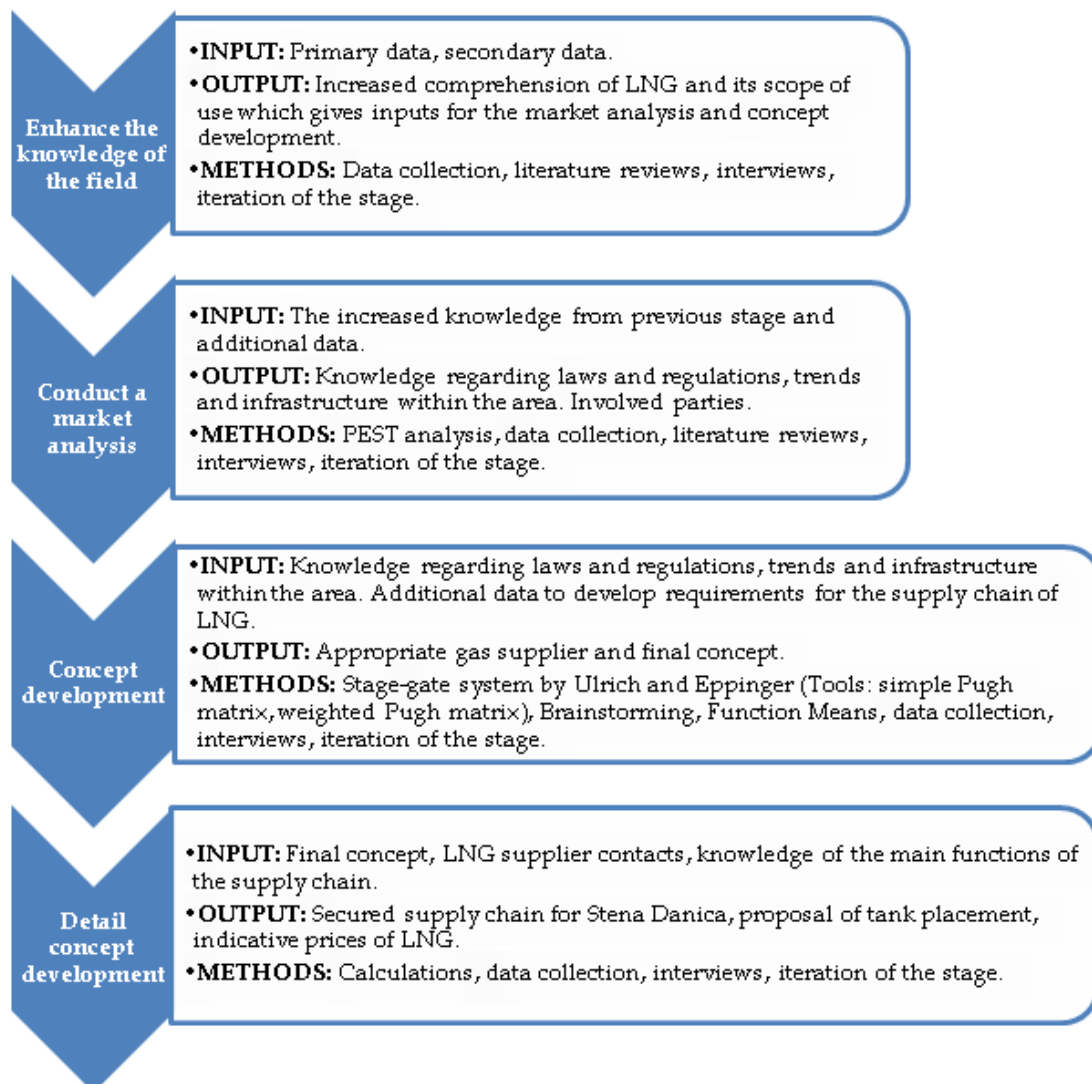 Enhance the
knowledge of
the field
•INPUT: Primary data, secondary data.
•OUTPUT: Increased comprehension of LNG and its scope of
use which gives inputs for the market analysis and concept
development.
•METHODS: Data collection, literature reviews, interviews,
iteration of the stage.
Conduct a
market
analysis
•INPUT: The increased knowledge from previous stage and
additional data.
•OUTPUT: Knowledge regarding laws and regulations, trends
and infrastructure within the area. Involved parties.
•METHODS: PEST analysis, data collection, literature reviews,
interviews, iteration of the stage.
Concept
development
•INPUT: Knowledge regarding laws and regulations, trends and infrastructure
within the area. Additional data to develop requirements for the supply chain of
LNG.
•OUTPUT: Appropriate gas supplier and final concept.
•METHODS: Stage-gate system by Ulrich and Eppinger (Tools: simple Pugh
matrix, weighted Pugh matrix), Brainstorming, Function Means, data collection,
interviews, iteration of the stage.
Detail
concept
development
•INPUT: Final concept, LNG supplier contacts, knowledge of the main functions of
the supply chain.
•OUTPUT: Secured supply chain for Stena Danica, proposal of tank placement,
indicative prices of LNG.
•METHODS: Calculations, data collection, interviews, iteration of the stage.